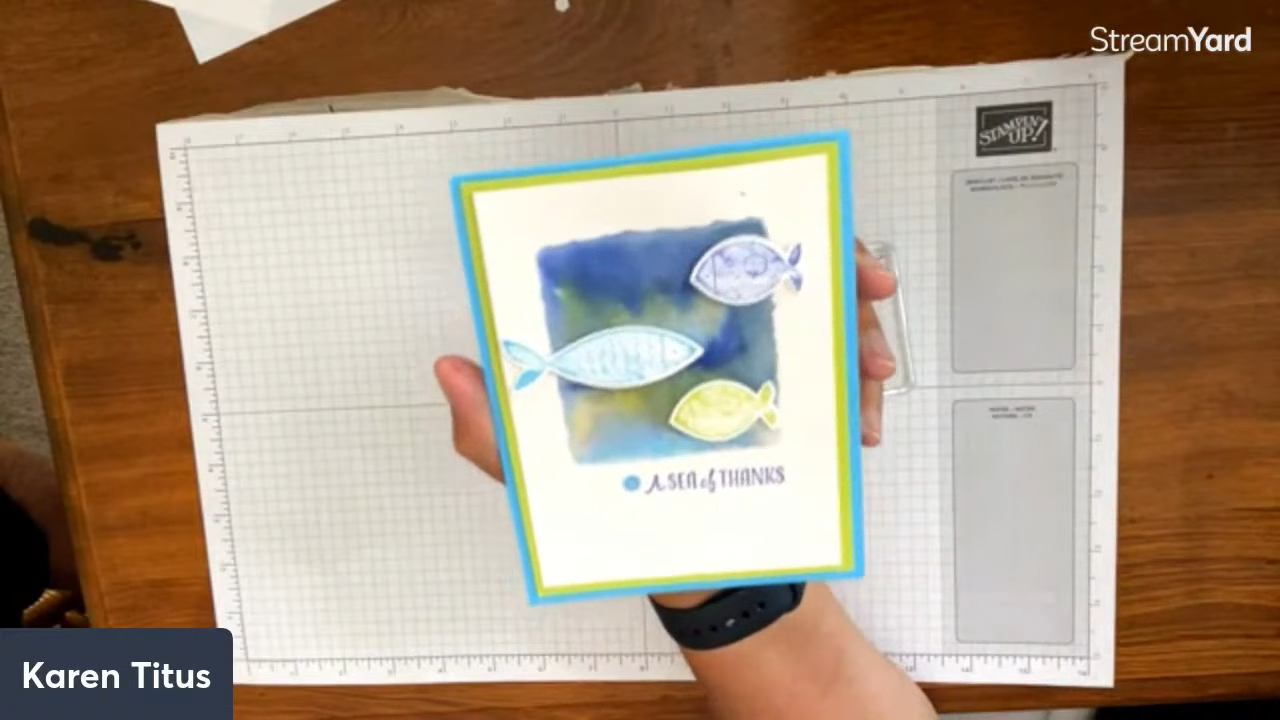 StreamYard
STAMPIN'
UP!
A SEA of THANKS
Karen Titus